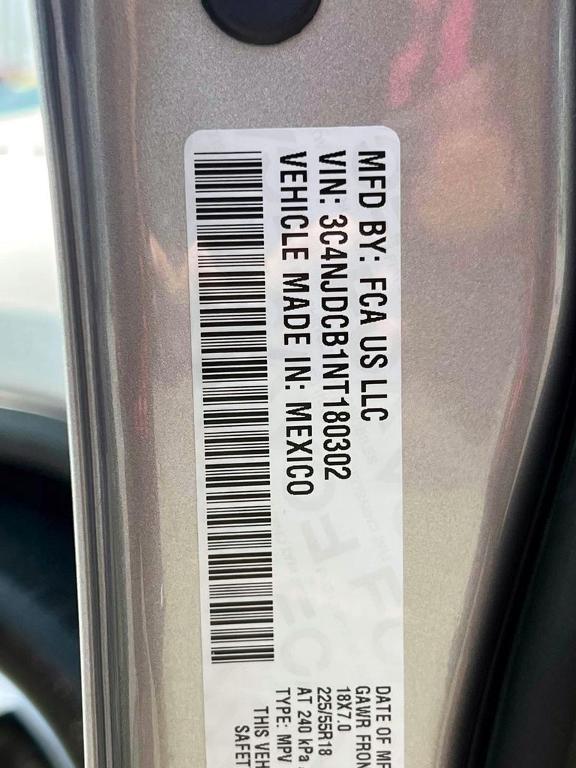 MFD BY: FCA US LLC
VIN: 3C4NJDCB1NT180302
VEHICLE MADE IN: MEXICO
DATE OF MF
GAWR FRON
18X7.0
225/55R18
AT 240 kPa
TYPE: MPV
THIS VEH
SAFET